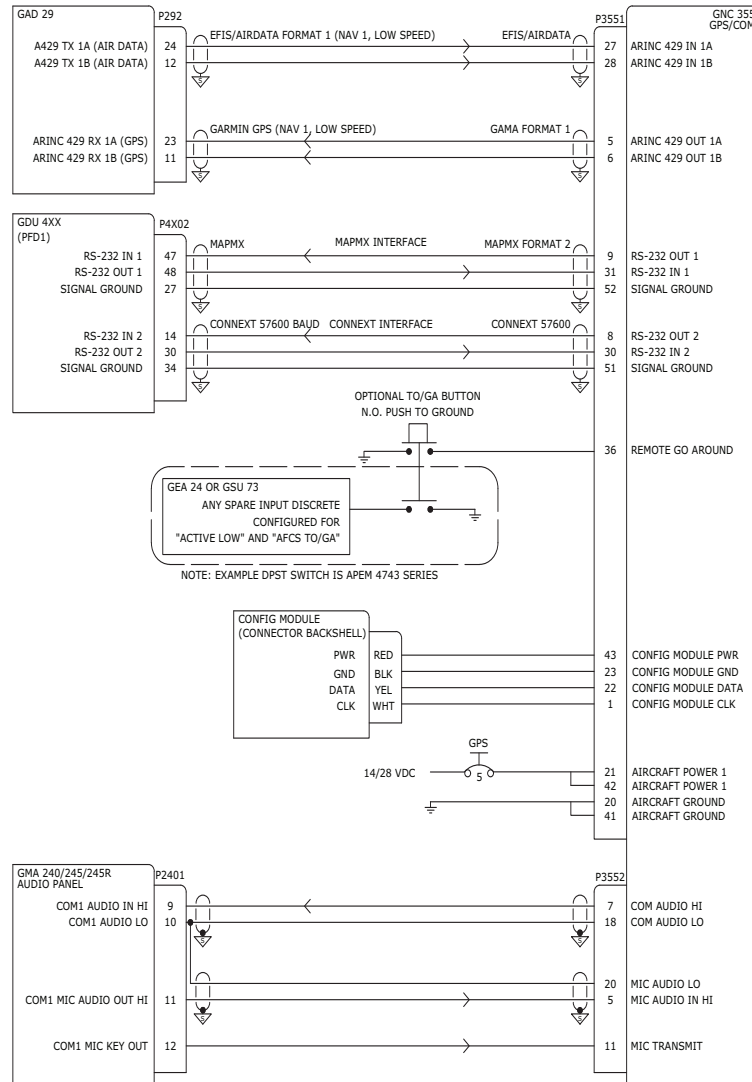 GAD 29
P292
A429 TX 1A (AIR DATA) 24
A429 TX 1B (AIR DATA) 12
ARINC 429 RX 1A (GPS) 23
ARINC 429 RX 1B (GPS) 11
EFIS/AIRDATA FORMAT 1 (NAV 1, LOW SPEED) EFIS/AIRDATA
S S
GARMIN GPS (NAV 1, LOW SPEED) GAMA FORMAT 1
S S
P3551
GNC 355
GPS/COM
27 ARINC 429 IN 1A
28 ARINC 429 IN 1B
5 ARINC 429 OUT 1A
6 ARINC 429 OUT 1B
GDU 4XX
(PFD1)
P4X02
RS-232 IN 1 47
RS-232 OUT 1 48
SIGNAL GROUND 27
RS-232 IN 2 14
RS-232 OUT 2 30
SIGNAL GROUND 34
MAPMX MAPMX INTERFACE MAPMX FORMAT 2
S S
CONNEXT 57600 BAUD CONNEXT INTERFACE CONNEXT 57600
S S
9 RS-232 OUT 1
31 RS-232 IN 1
52 SIGNAL GROUND
8 RS-232 OUT 2
30 RS-232 IN 2
51 SIGNAL GROUND
OPTIONAL TO/GA BUTTON
N.O. PUSH TO GROUND
36 REMOTE GO AROUND
GEA 24 OR GSU 73
ANY SPARE INPUT DISCRETE
CONFIGURED FOR
"ACTIVE LOW" AND "AFCS TO/GA"
NOTE: EXAMPLE DPST SWITCH IS APEM 4743 SERIES
CONFIG MODULE
(CONNECTOR BACKSHELL)
PWR RED
GND BLK
DATA YEL
CLK WHT
43 CONFIG MODULE PWR
23 CONFIG MODULE GND
22 CONFIG MODULE DATA
1 CONFIG MODULE CLK
GPS
14/28 VDC
5
21 AIRCRAFT POWER 1
42 AIRCRAFT POWER 1
20 AIRCRAFT GROUND
41 AIRCRAFT GROUND
GMA 240/245/245R
AUDIO PANEL
P2401
COM1 AUDIO IN HI 9
COM1 AUDIO LO 10
COM1 MIC AUDIO OUT HI 11
COM1 MIC KEY OUT 12
S S
S S
P3552
7 COM AUDIO HI
18 COM AUDIO LO
20 MIC AUDIO LO
5 MIC AUDIO IN HI
11 MIC TRANSMIT